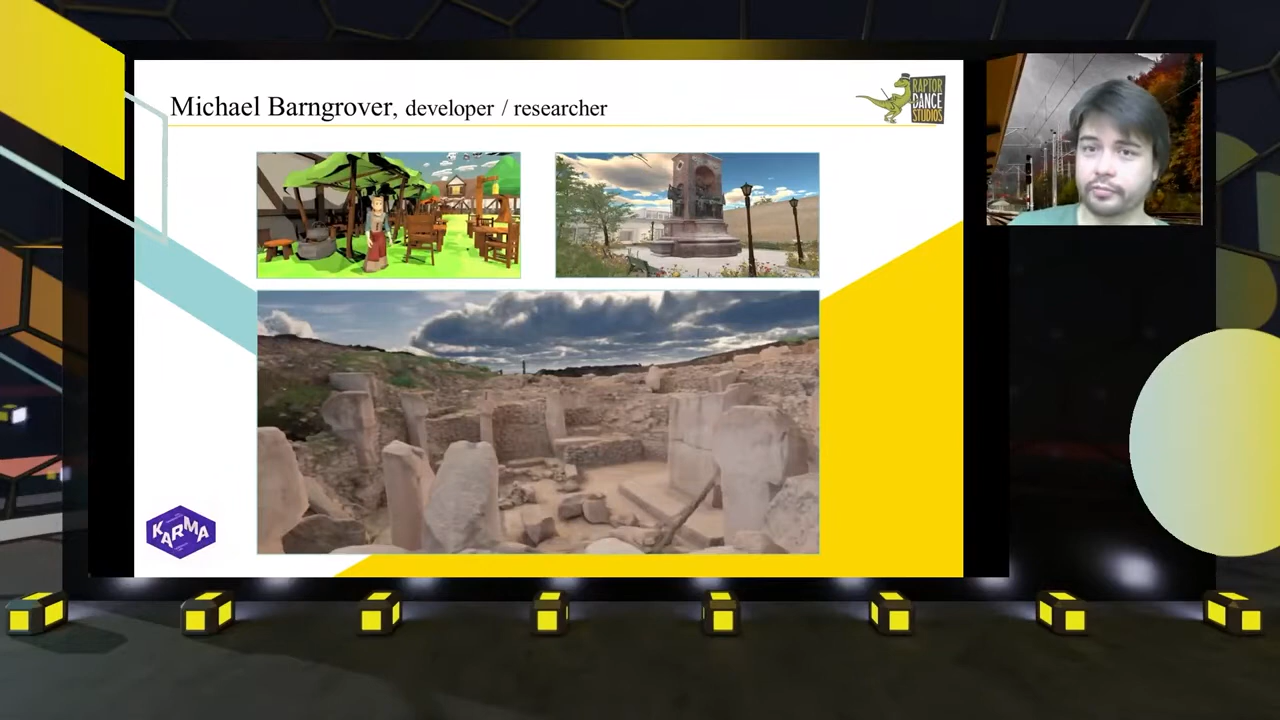 Michael Barngrover, developer / researcher
RAPTOR
DANCE
STUDIOS
KARMA